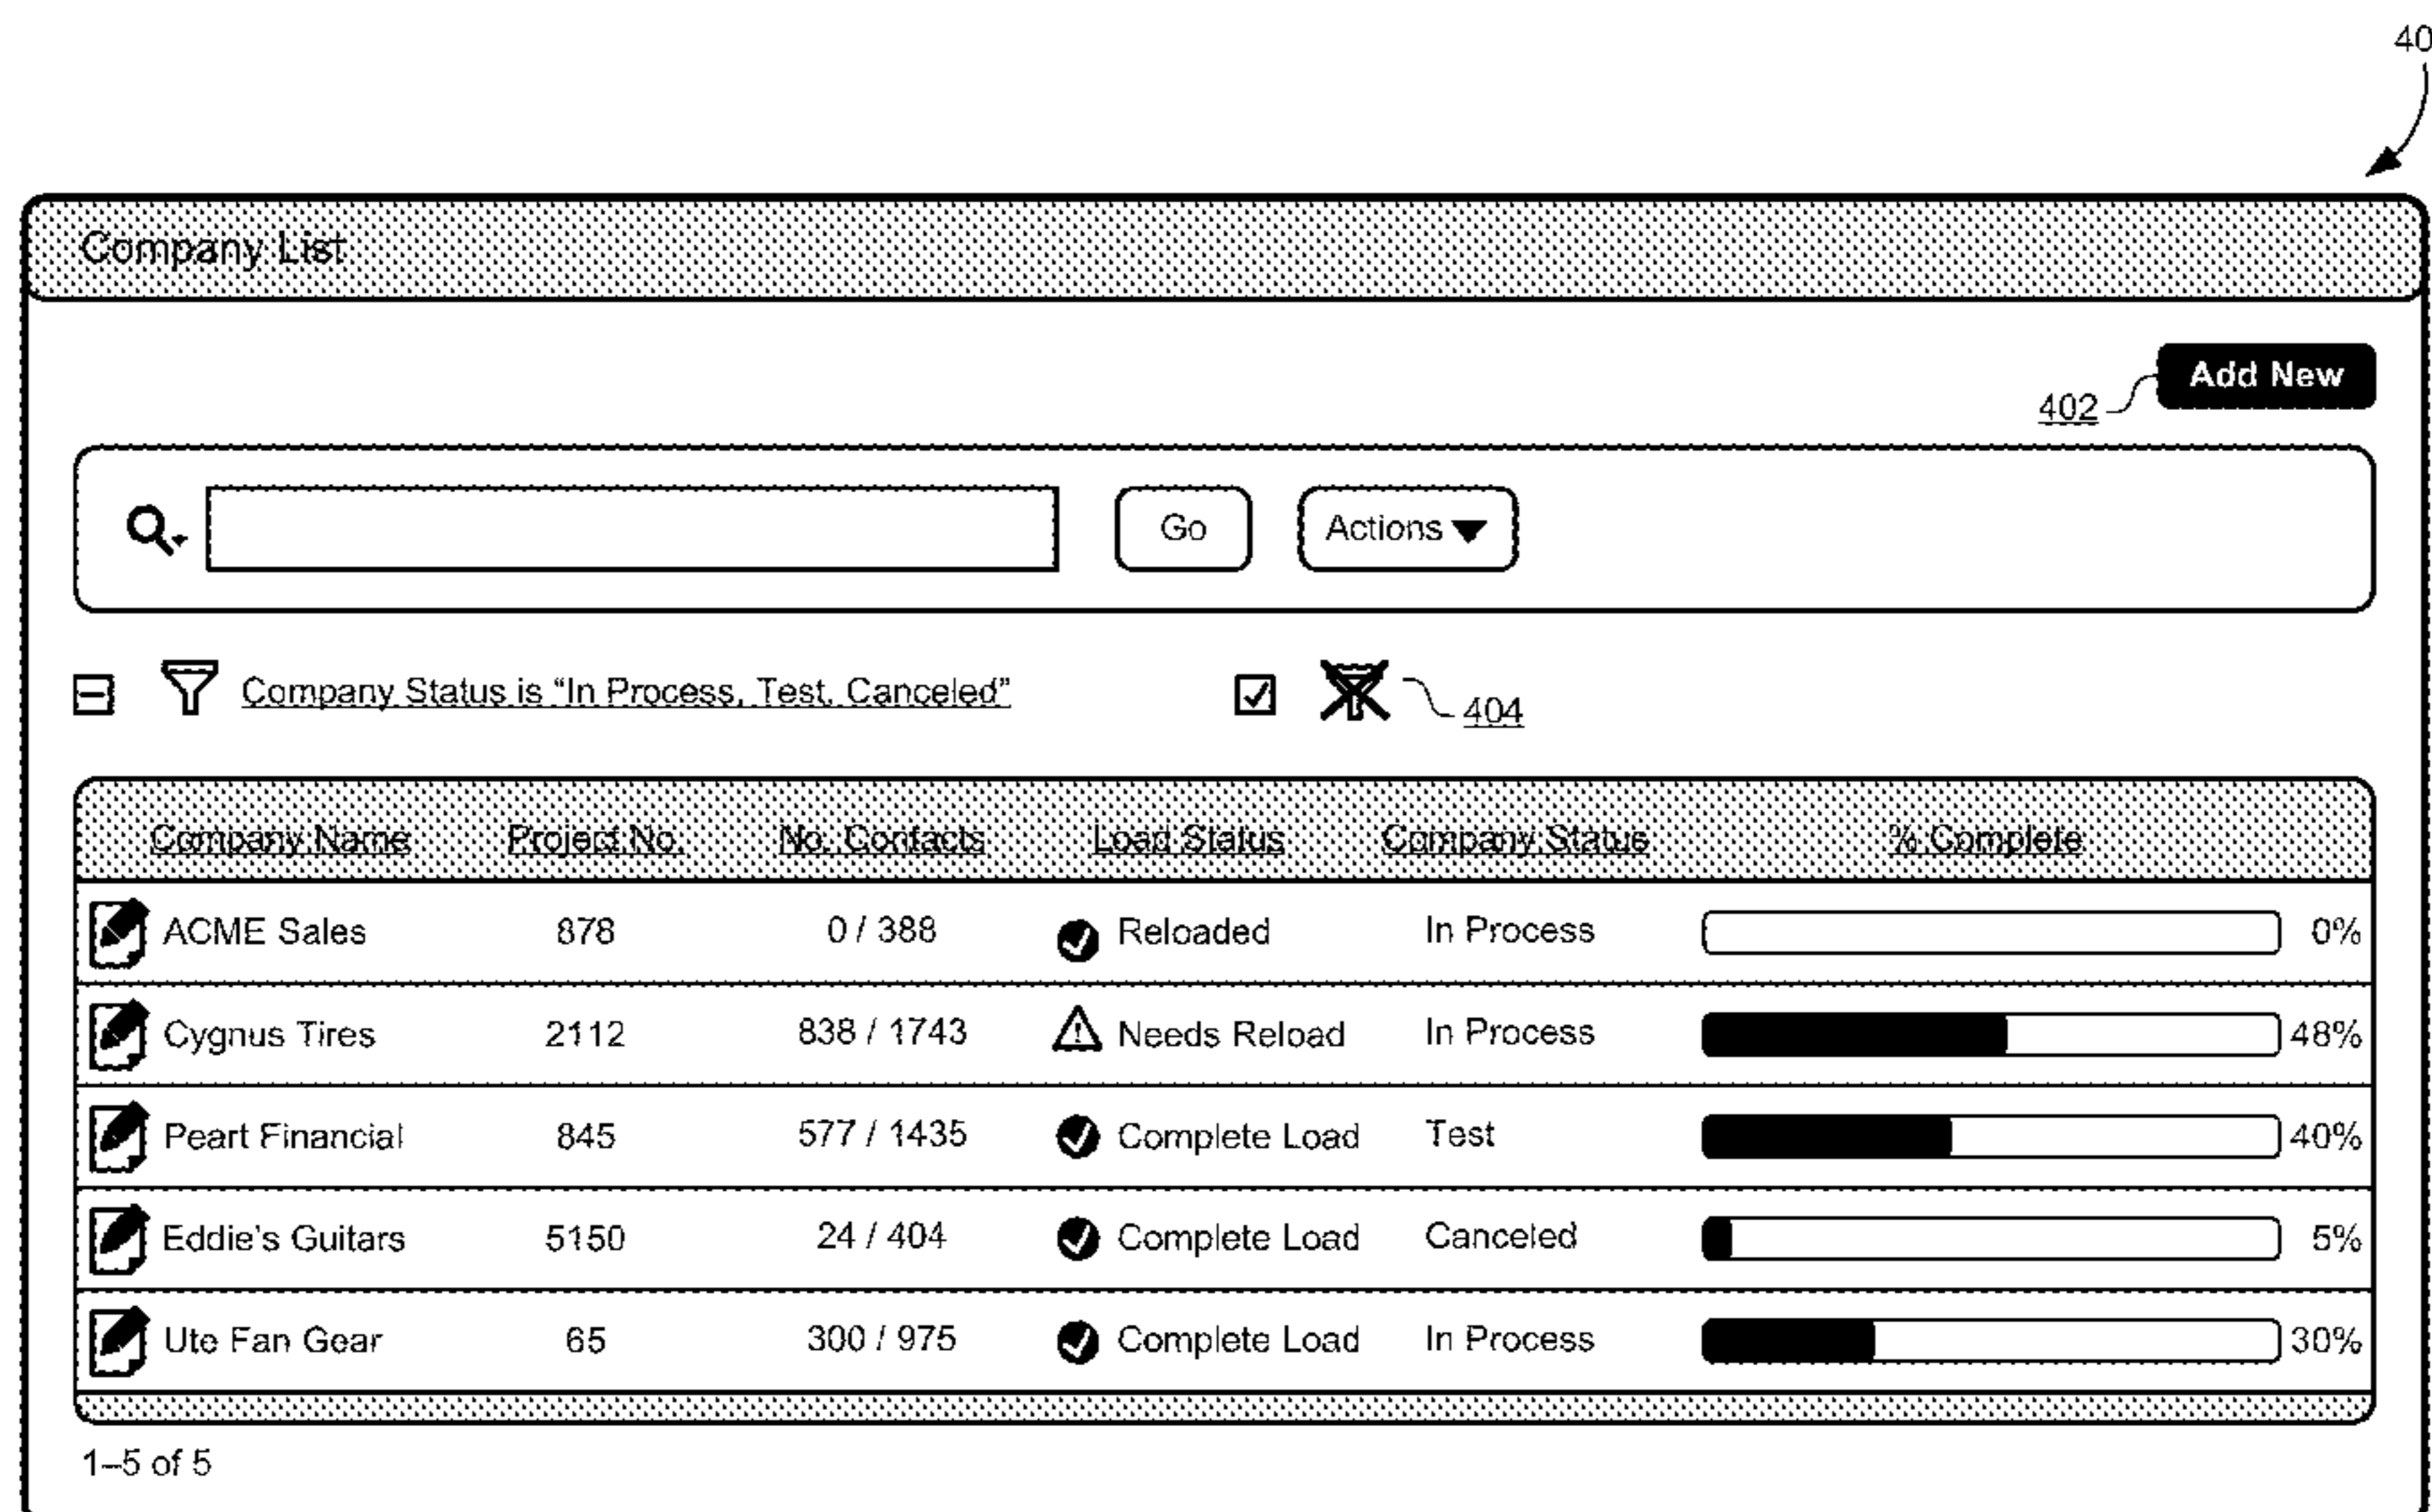 40
Company List
Add New
402
Go Actions
Company Status is “In Process, Test, Canceled”
404
Company Name Project No. No. Contacts Load Status Company Status % Complete
ACME Sales 878 0 / 388 Reloaded In Process 0%
Cygnus Tires 2112 838 / 1743 Needs Reload In Process 48%
Peart Financial 845 577 / 1435 Complete Load Test 40%
Eddie's Guitars 5150 24 / 404 Complete Load Canceled 5%
Ute Fan Gear 65 300 / 975 Complete Load In Process 30%
1–5 of 5